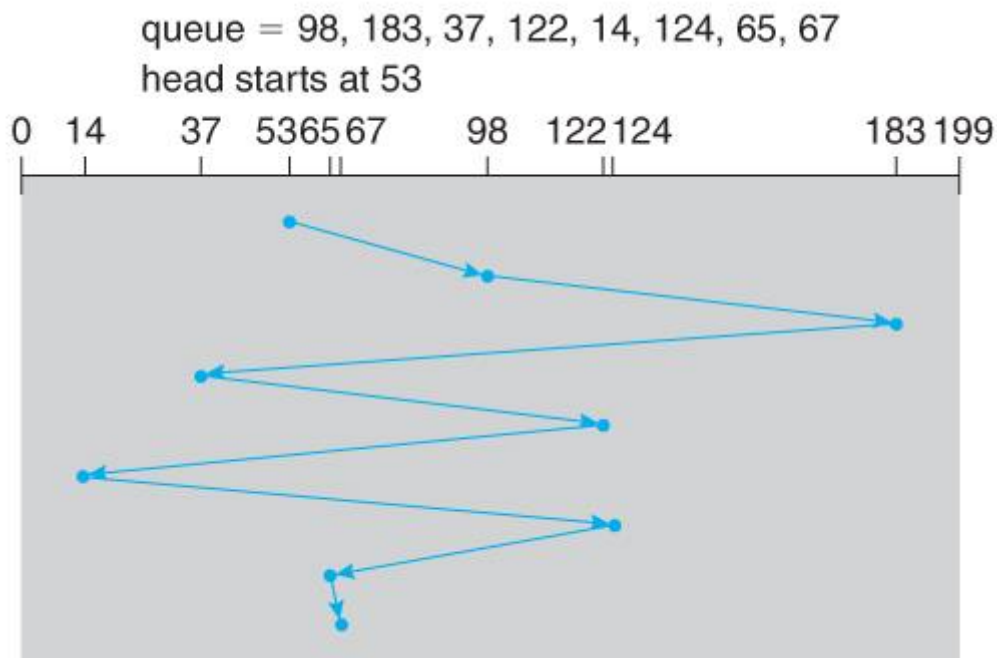 queue = 98, 183, 37, 122, 14, 124, 65, 67
head starts at 53
0 14 37 53 65 67 98 122 124 183 199